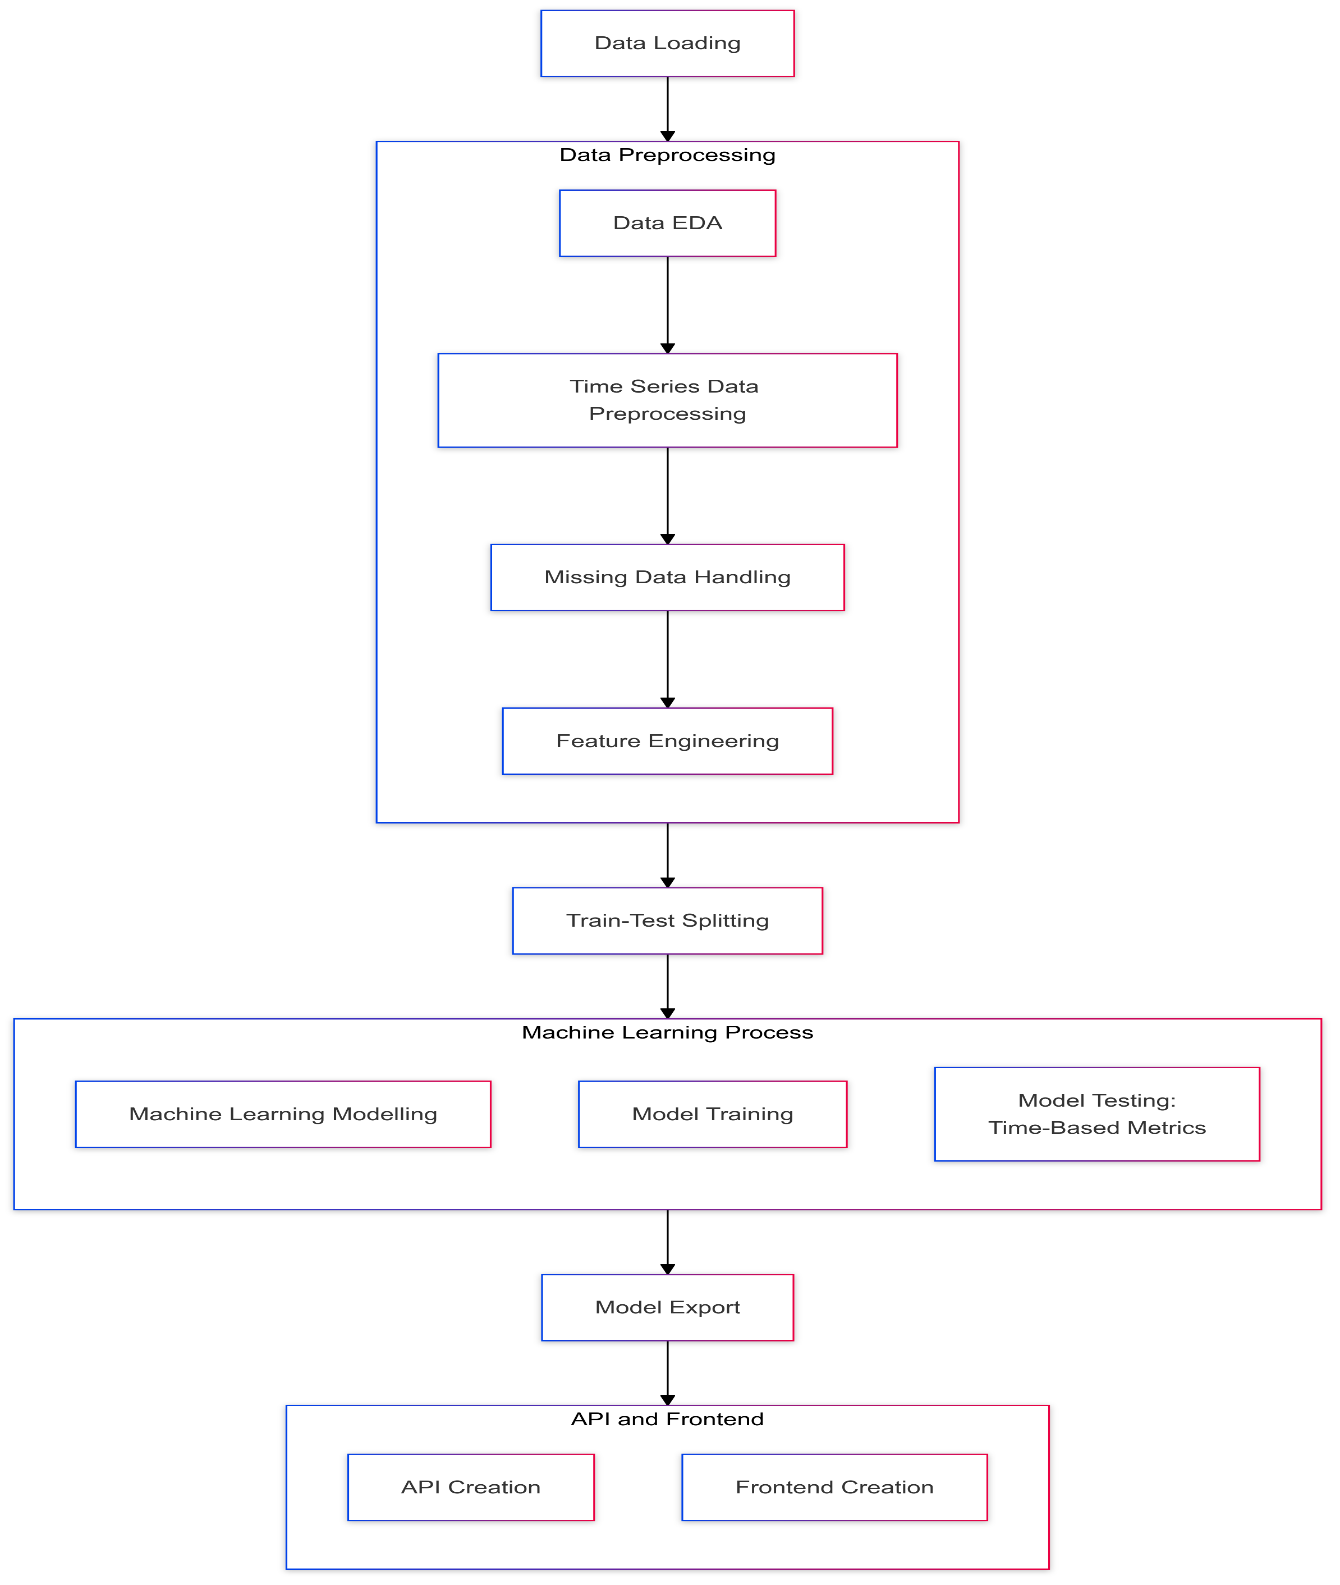 Data Loading
Data Preprocessing
Data EDA
Time Series Data
Preprocessing
Missing Data Handling
Feature Engineering
Train-Test Splitting
Machine Learning Process
Machine Learning Modelling
Model Training
Model Testing:
Time-Based Metrics
Model Export
API and Frontend
API Creation
Frontend Creation